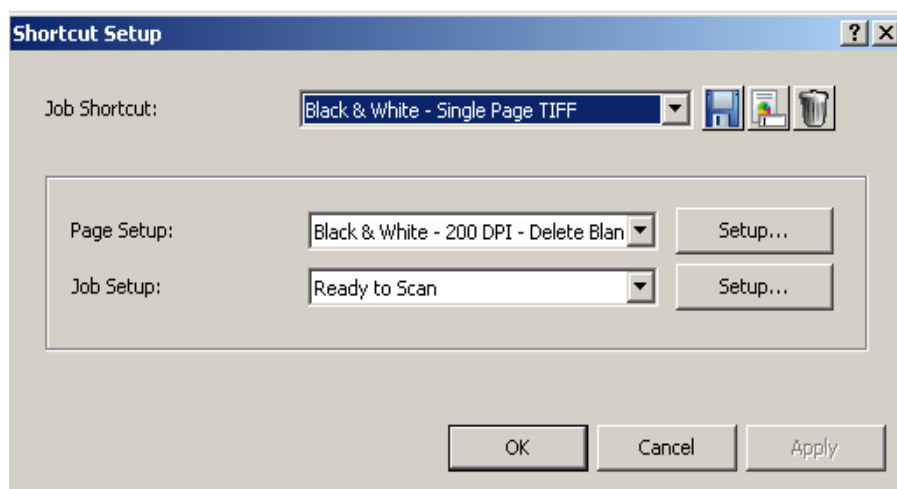 Shortcut Setup
Job Shortcut: Black & White - Single Page TIFF
Page Setup: Black & White - 200 DPI - Delete Blan Setup...
Job Setup: Ready to Scan Setup...
OK Cancel Apply